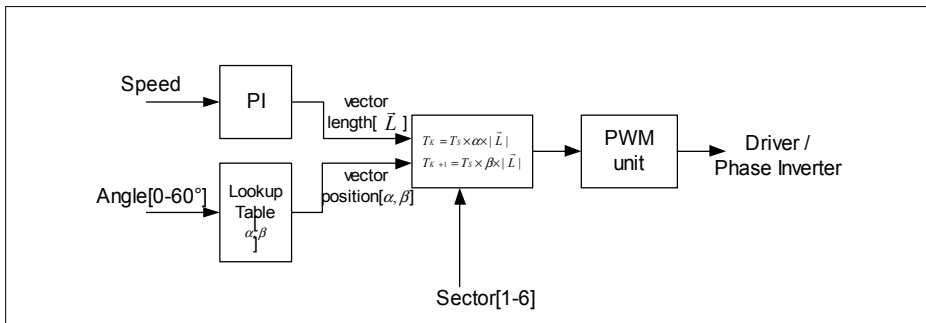 Speed
PI
vector
length[ L⃗ ]
Angle[0-60°]
Lookup
Table
[
α,β
]
vector
position[α, β]
T_K = T_S × α× | L⃗ |
T_K +1 = T_S × β× | L⃗ |
Sector[1-6]
PWM
unit
Driver /
Phase Inverter